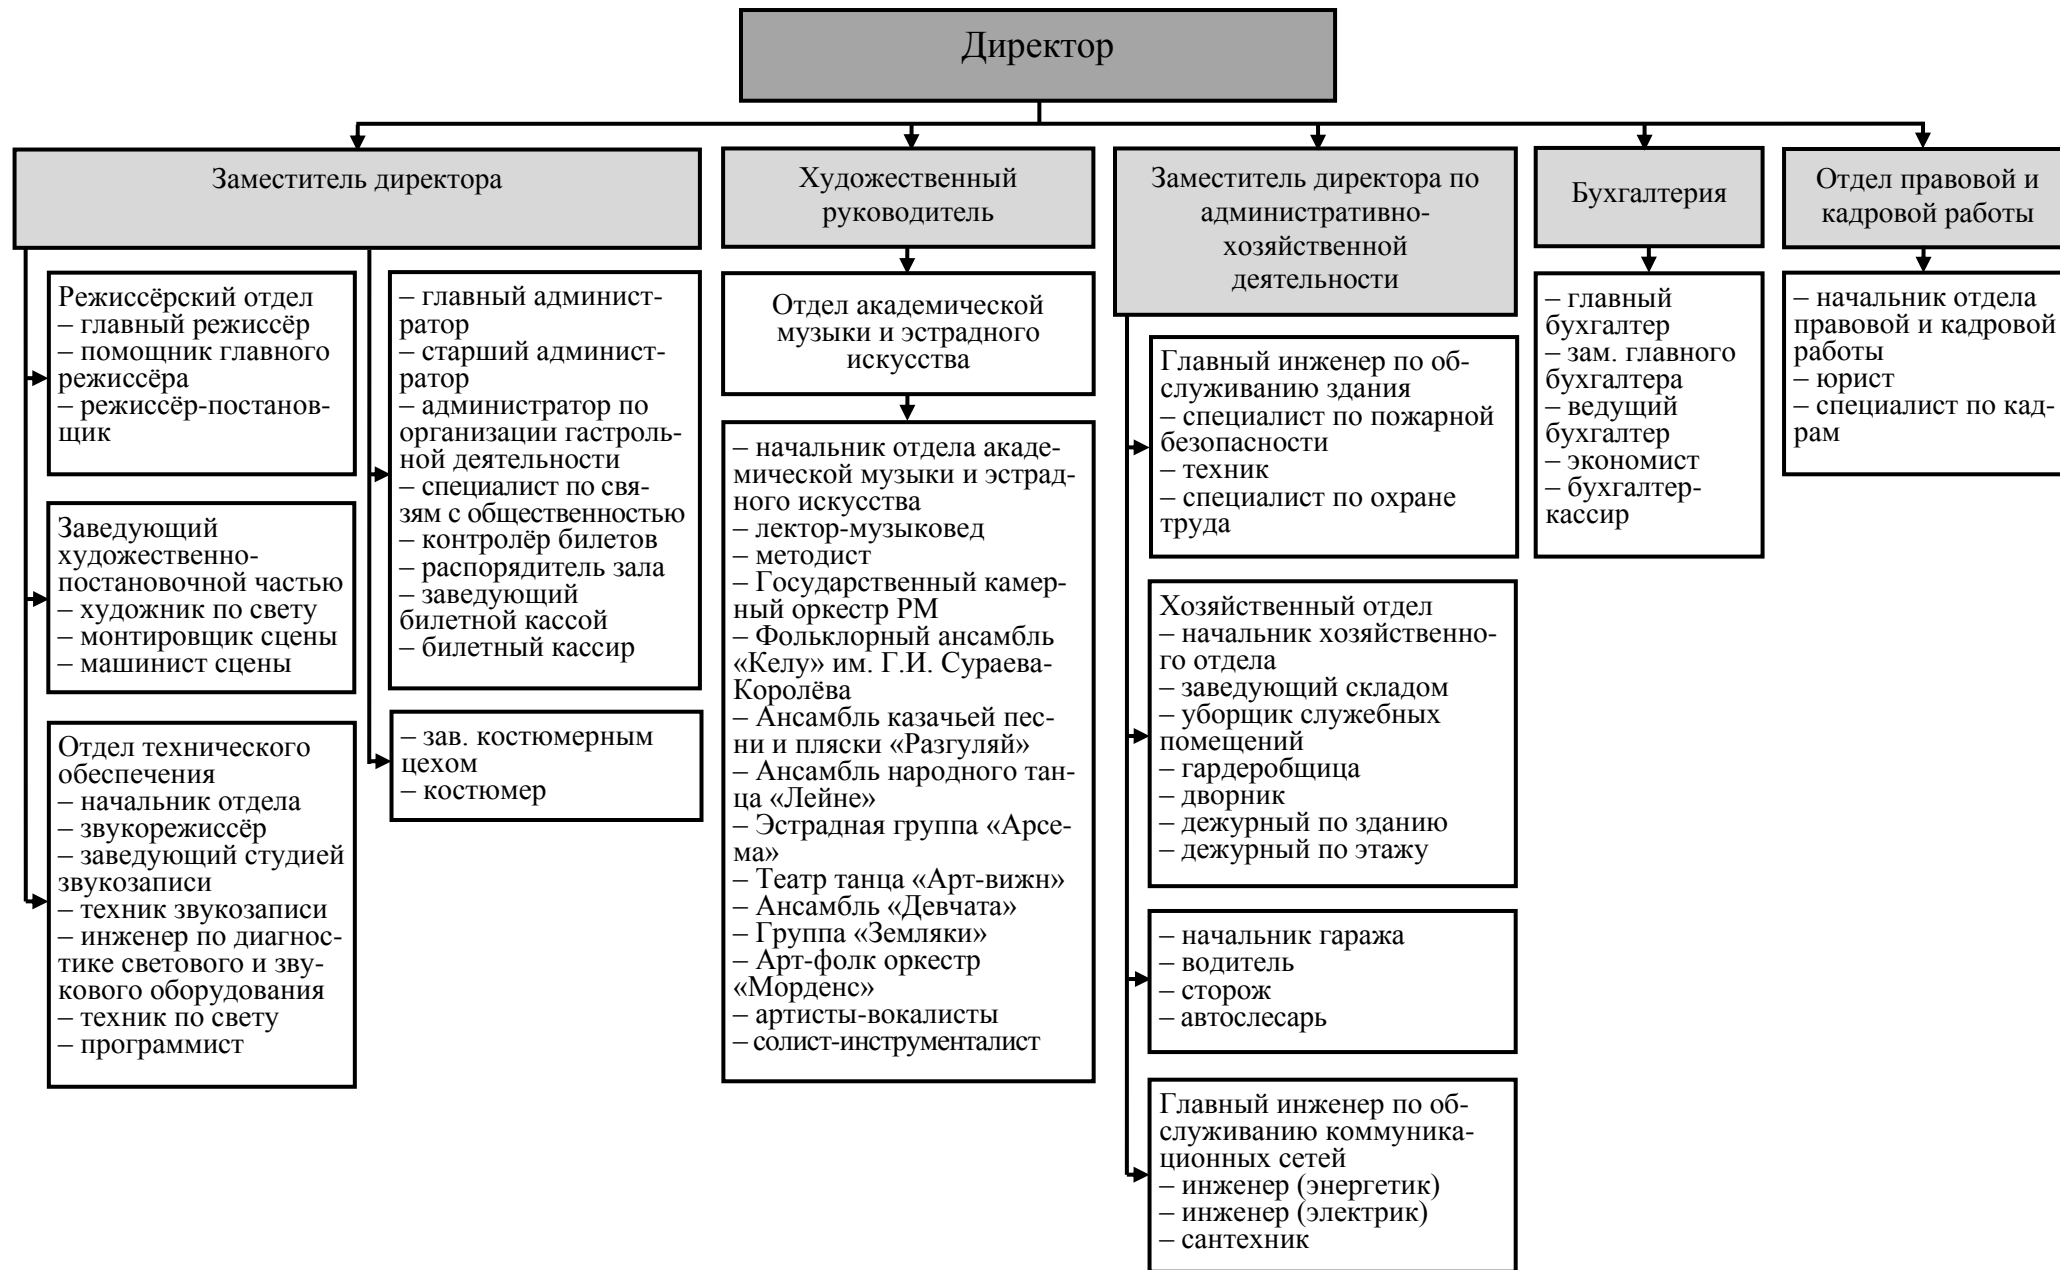 Директор
Заместитель директора
Режиссёрский отдел
– главный режиссёр
– помощник главного
режиссёра
– режиссёр-постанов-
щик
Заведующий
художественно-
постановочной частью
– художник по свету
– монтировщик сцены
– машинист сцены
Отдел технического
обеспечения
– начальник отдела
– звукорежиссёр
– заведующий студией
звукозаписи
– техник звукозаписи
– инженер по диагнос-
тике светового и зву-
кового оборудования
– техник по свету
– программист
– главный админист-
ратор
– старший админист-
ратор
– администратор по
организации гастроль-
ной деятельности
– специалист по свя-
зям с общественностью
– контролёр билетов
– распорядитель зала
– заведующий
билетной кассой
– билетный кассир
– зав. костюмерным
цехом
– костюмер
Художественный
руководитель
Отдел академической
музыки и эстрадного
искусства
– начальник отдела акаде-
мической музыки и эстрад-
ного искусства
– лектор-музыковед
– методист
– Государственный камер-
ный оркестр РМ
– Фольклорный ансамбль
«Келу» им. Г.И. Сураева-
Королёва
– Ансамбль казачьей пес-
ни и пляски «Разгуляй»
– Ансамбль народного тан-
ца «Лейне»
– Эстрадная группа «Арсе-
ма»
– Театр танца «Арт-вижн»
– Ансамбль «Девчата»
– Группа «Земляки»
– Арт-фолк оркестр
«Морденс»
– артисты-вокалисты
– солист-инструменталист
Заместитель директора по
административно-
хозяйственной
деятельности
Главный инженер по об-
служиванию здания
– специалист по пожарной
безопасности
– техник
– специалист по охране
труда
Хозяйственный отдел
– начальник хозяйственно-
го отдела
– заведующий складом
– уборщик служебных
помещений
– гардеробщица
– дворник
– дежурный по зданию
– дежурный по этажу
– начальник гаража
– водитель
– сторож
– автослесарь
Главный инженер по об-
служиванию коммуника-
ционных сетей
– инженер (энергетик)
– инженер (электрик)
– сантехник
Бухгалтерия
– главный
бухгалтер
– зам. главного
бухгалтера
– ведущий
бухгалтер
– экономист
– бухгалтер-
кассир
Отдел правовой и
кадровой работы
– начальник отдела
правовой и кадровой
работы
– юрист
– специалист по кад-
рам